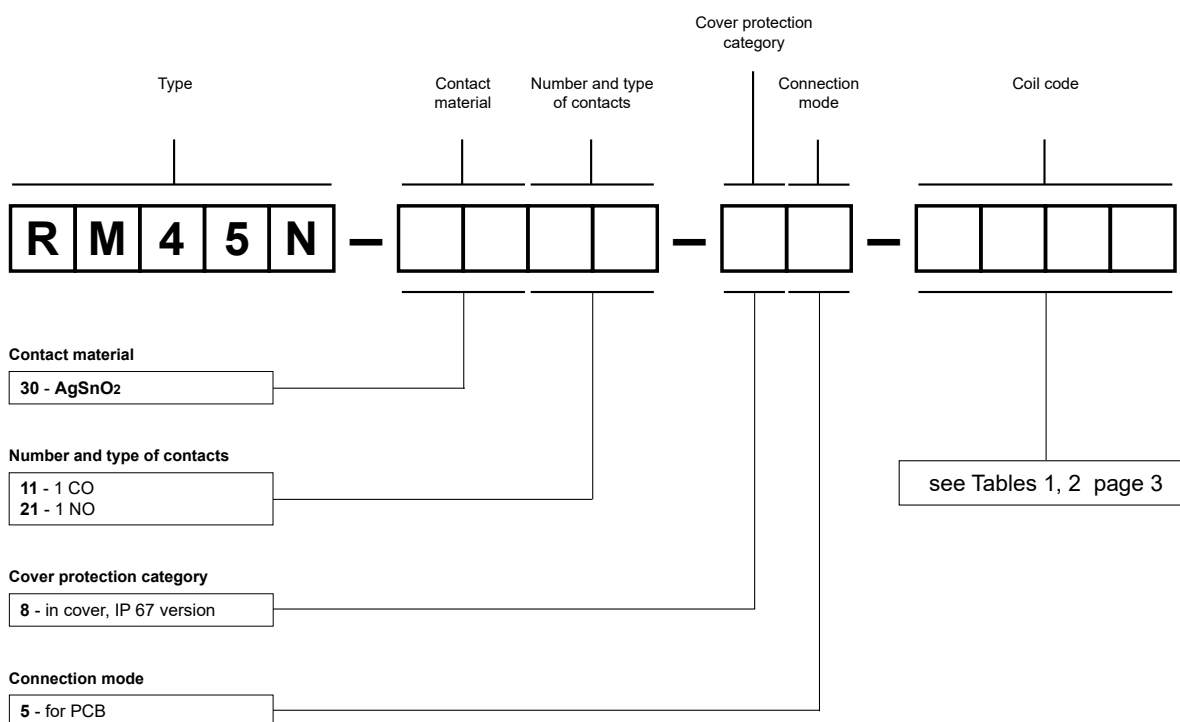 Cover protection
category
Type
Contact
material
Number and type
of contacts
Connection
mode
Coil code
RM45N – –  –
Contact material
30 - AgSnO2
Number and type of contacts
11 - 1 CO
21 - 1 NO
see Tables 1, 2 page 3
Cover protection category
8 - in cover, IP 67 version
Connection mode
5 - for PCB